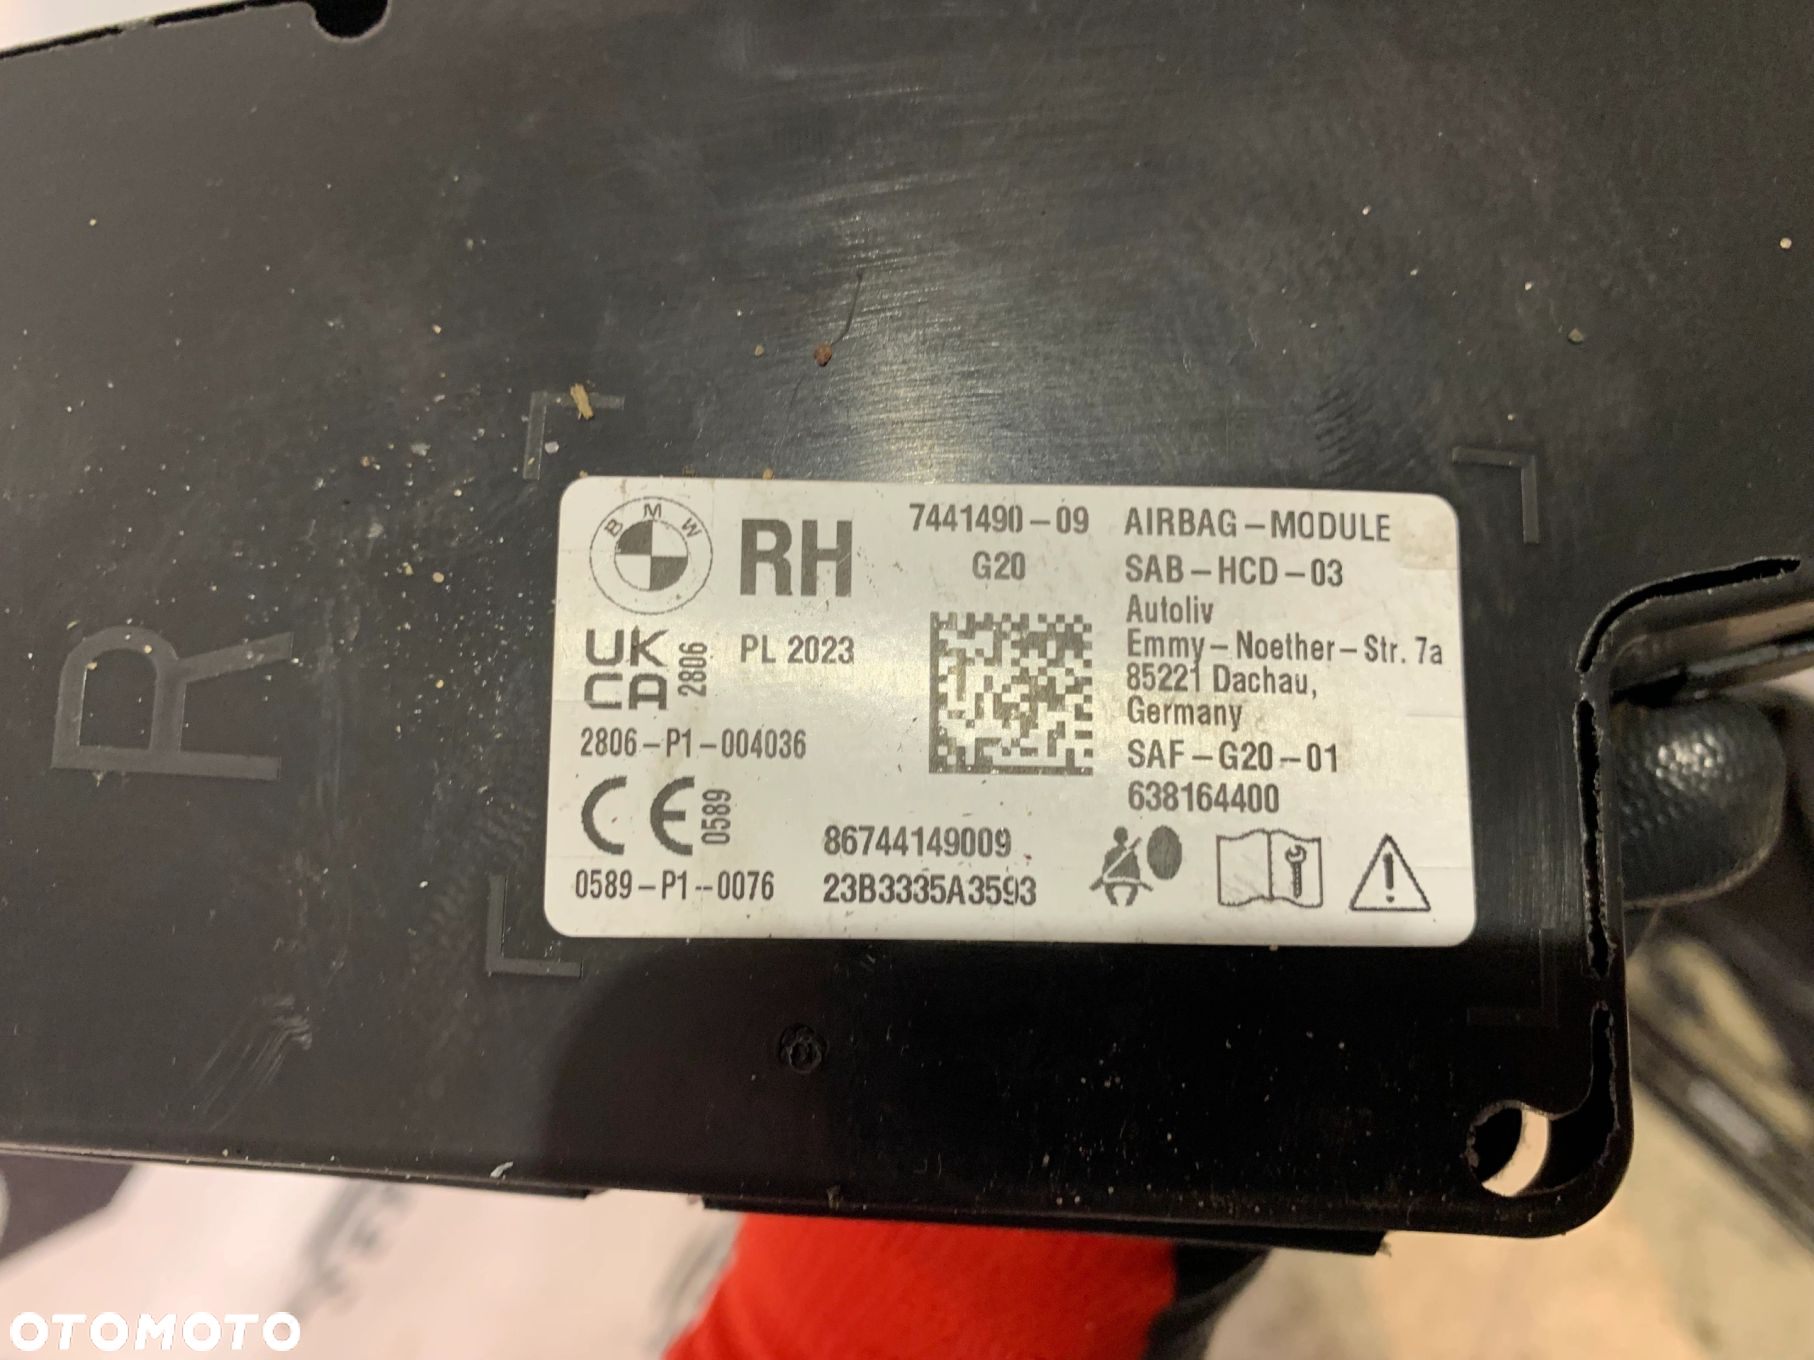 R
BMW
RH
7441490-09
G20
AIRBAG-MODULE
SAB-HCD-03
Autoliv
Emmy-Noether-Str. 7a
85221 Dachau,
Germany
SAF-G20-01
638164400
UK
CA
2806
PL 2023
2806-P1-004036
CE
0589
0589-P1--0076
86744149009
23B3335A3593
OTOMOTO